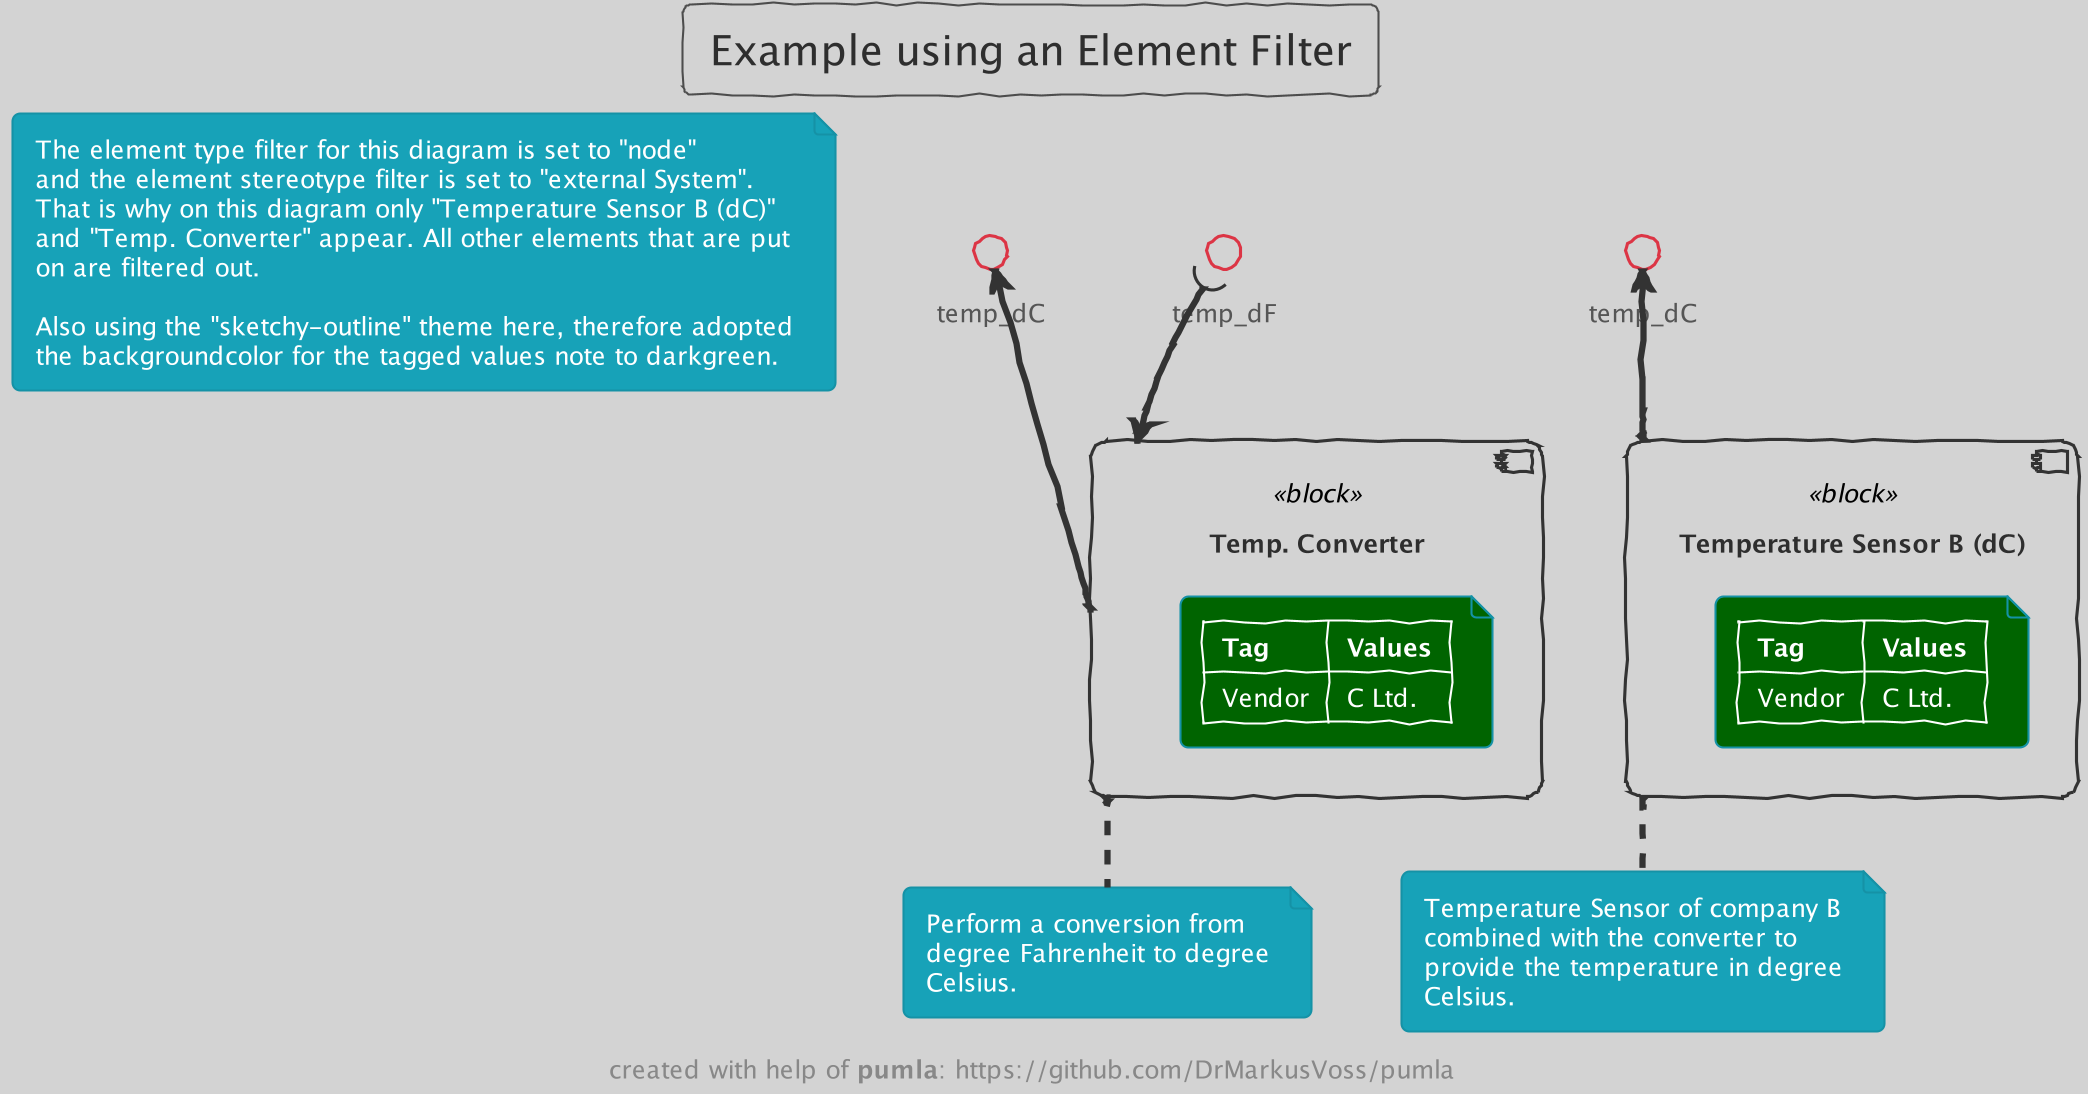 Example using an Element Filter
The element type filter for this diagram is set to "node"
and the element stereotype filter is set to "external System".
That is why on this diagram only "Temperature Sensor B (dC)"
and "Temp. Converter" appear. All other elements that are put
on are filtered out.
Also using the "sketchy-outline" theme here, therefore adopted
the backgroundcolor for the tagged values note to darkgreen.
temp_dC
temp_dF
temp_dC
«block»
Temp. Converter
Tag Values
Vendor C Ltd.
«block»
Temperature Sensor B (dC)
Tag Values
Vendor C Ltd.
Perform a conversion from
degree Fahrenheit to degree
Celsius.
Temperature Sensor of company B
combined with the converter to
provide the temperature in degree
Celsius.
created with help of pumla: https://github.com/DrMarkusVoss/pumla